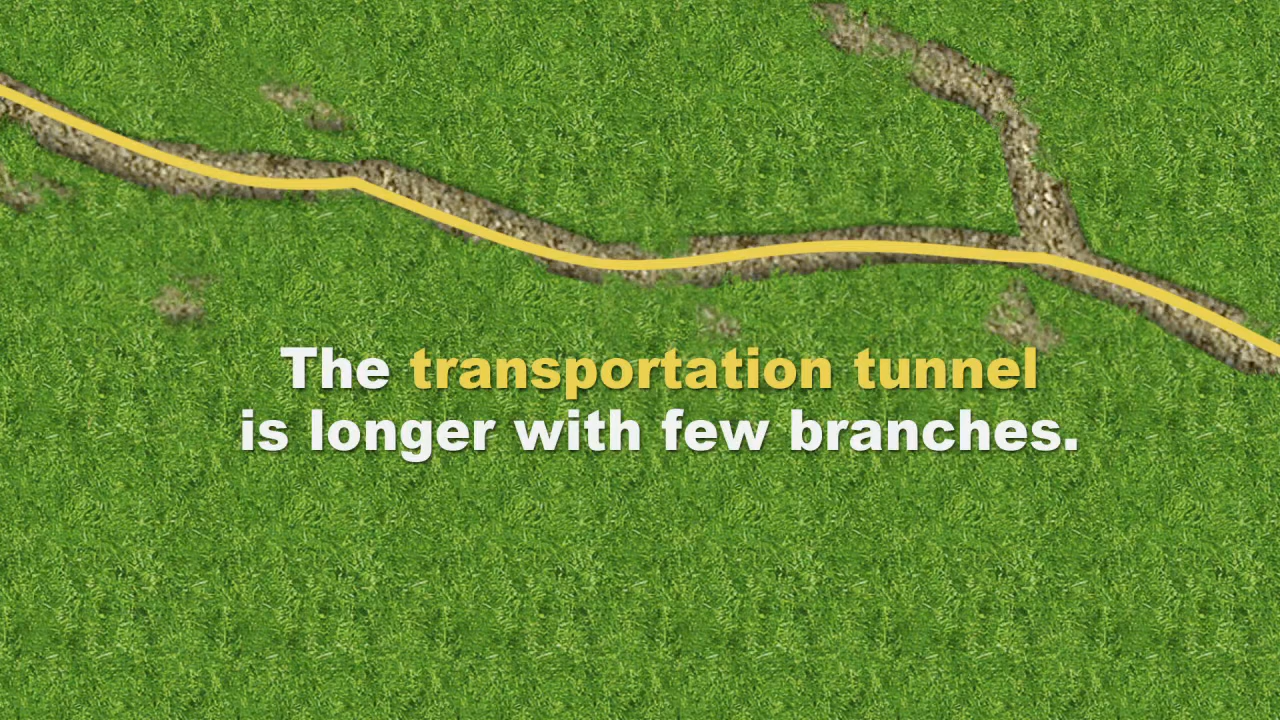 The transportation tunnel
is longer with few branches.